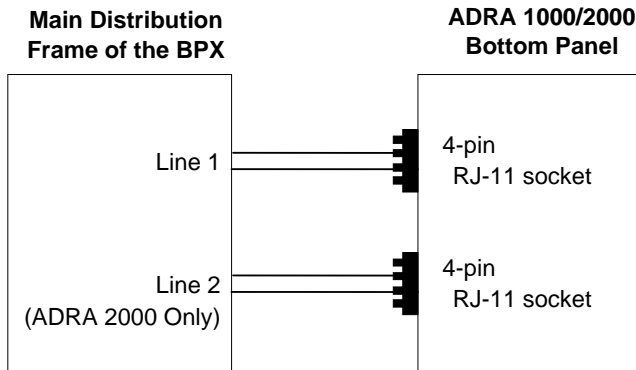 Main Distribution
Frame of the BPX
ADRA 1000/2000
Bottom Panel
Line 1
4-pin
RJ-11 socket
Line 2
(ADRA 2000 Only)
4-pin
RJ-11 socket